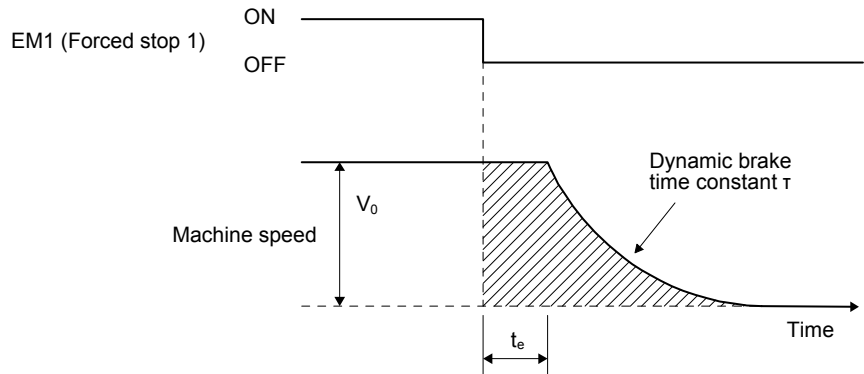 ON
EM1 (Forced stop 1)
OFF
Dynamic brake
time constant τ
V0
Machine speed
Time
te